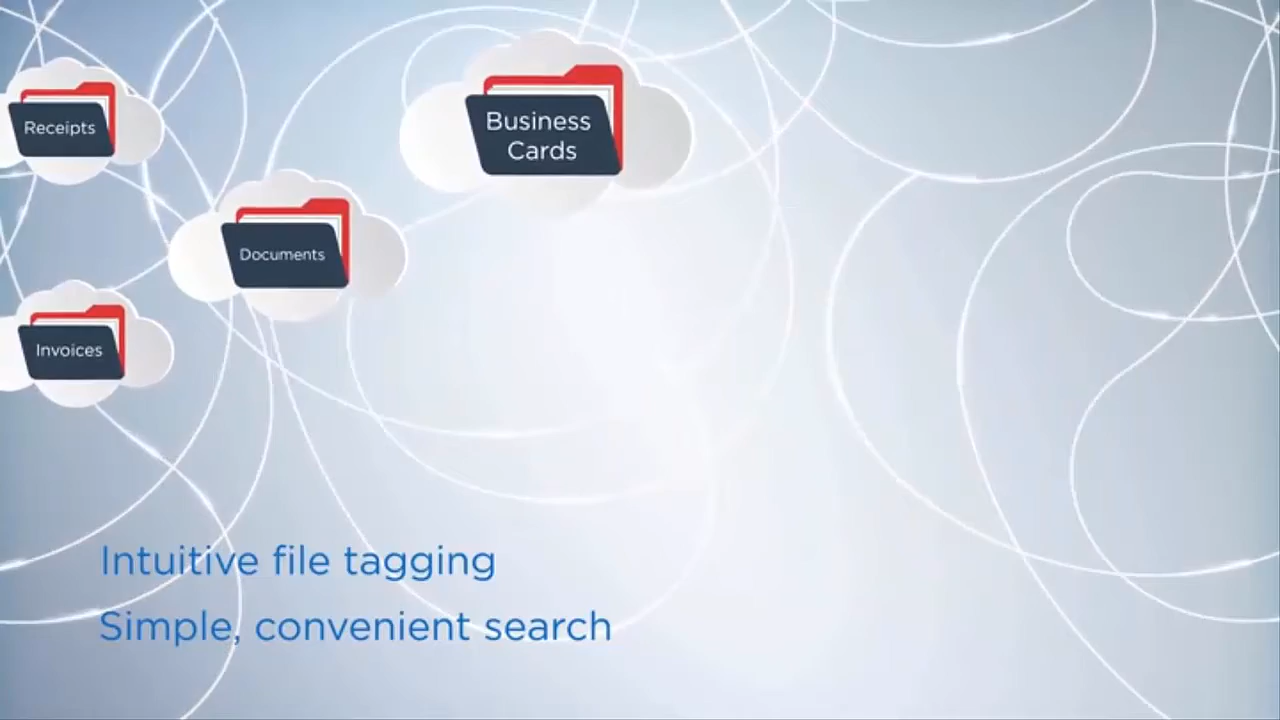 Receipts
Business
Cards
Documents
Invoices
Intuitive file tagging
Simple, convenient search